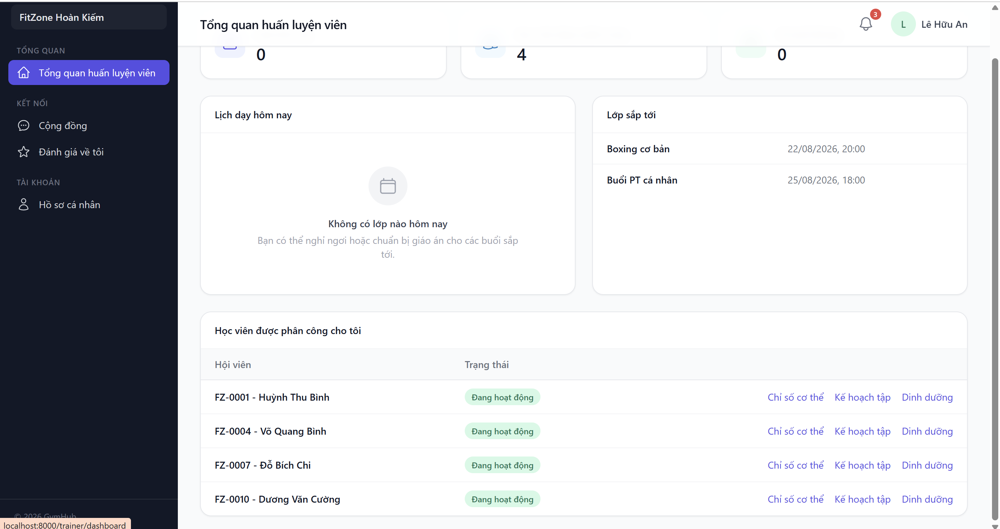 FitZone Hoàn Kiếm
TỔNG QUAN
Tổng quan huấn luyện viên
KẾT NỐI
Cộng đồng
Đánh giá về tôi
TÀI KHOẢN
Hồ sơ cá nhân
© 2026 GymHub
localhost:8000/trainer/dashboard
Tổng quan huấn luyện viên
3
L
Lê Hữu An
0
4
0
Lịch dạy hôm nay
Không có lớp nào hôm nay
Bạn có thể nghỉ ngơi hoặc chuẩn bị giáo án cho các buổi sắp
tới.
Lớp sắp tới
Boxing cơ bản 22/08/2026, 20:00
Buổi PT cá nhân 25/08/2026, 18:00
Học viên được phân công cho tôi
Hội viên Trạng thái
FZ-0001 - Huỳnh Thu Bình Đang hoạt động Chỉ số cơ thể Kế hoạch tập Dinh dưỡng
FZ-0004 - Võ Quang Bình Đang hoạt động Chỉ số cơ thể Kế hoạch tập Dinh dưỡng
FZ-0007 - Đỗ Bích Chi Đang hoạt động Chỉ số cơ thể Kế hoạch tập Dinh dưỡng
FZ-0010 - Dương Văn Cường Đang hoạt động Chỉ số cơ thể Kế hoạch tập Dinh dưỡng